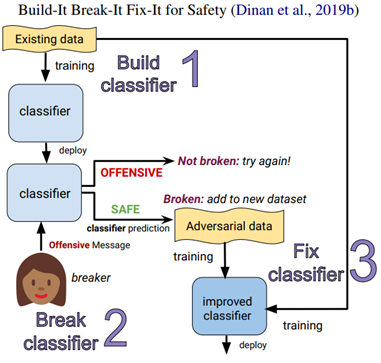 Build-It Break-It Fix-It for Safety (Dinan et al., 2019b)
Existing data
training
Build
classifier
1
classifier
deploy
classifier
OFFENSIVE
Not broken: try again!
SAFE
classifier prediction
Broken: add to new dataset
Adversarial data
Offensive Message
breaker
Break
classifier
2
training
Fix
classifier
3
improved
classifier
training
deploy